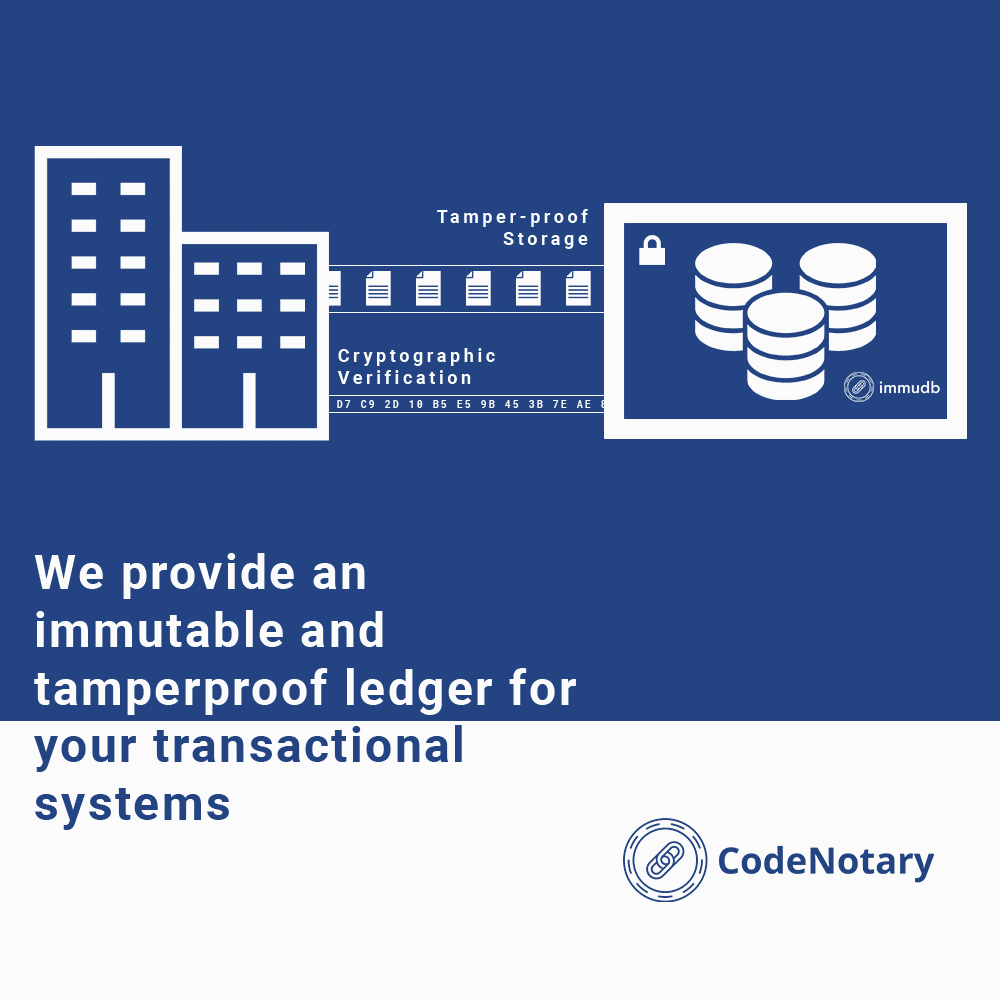 Tamper-proof
Storage
Cryptographic
Verification
D7 C9 2D 10 B5 E5 9B 45 3B 7E AE
immudb
We provide an
immutable and
tamperproof ledger for
your transactional
systems
CodeNotary